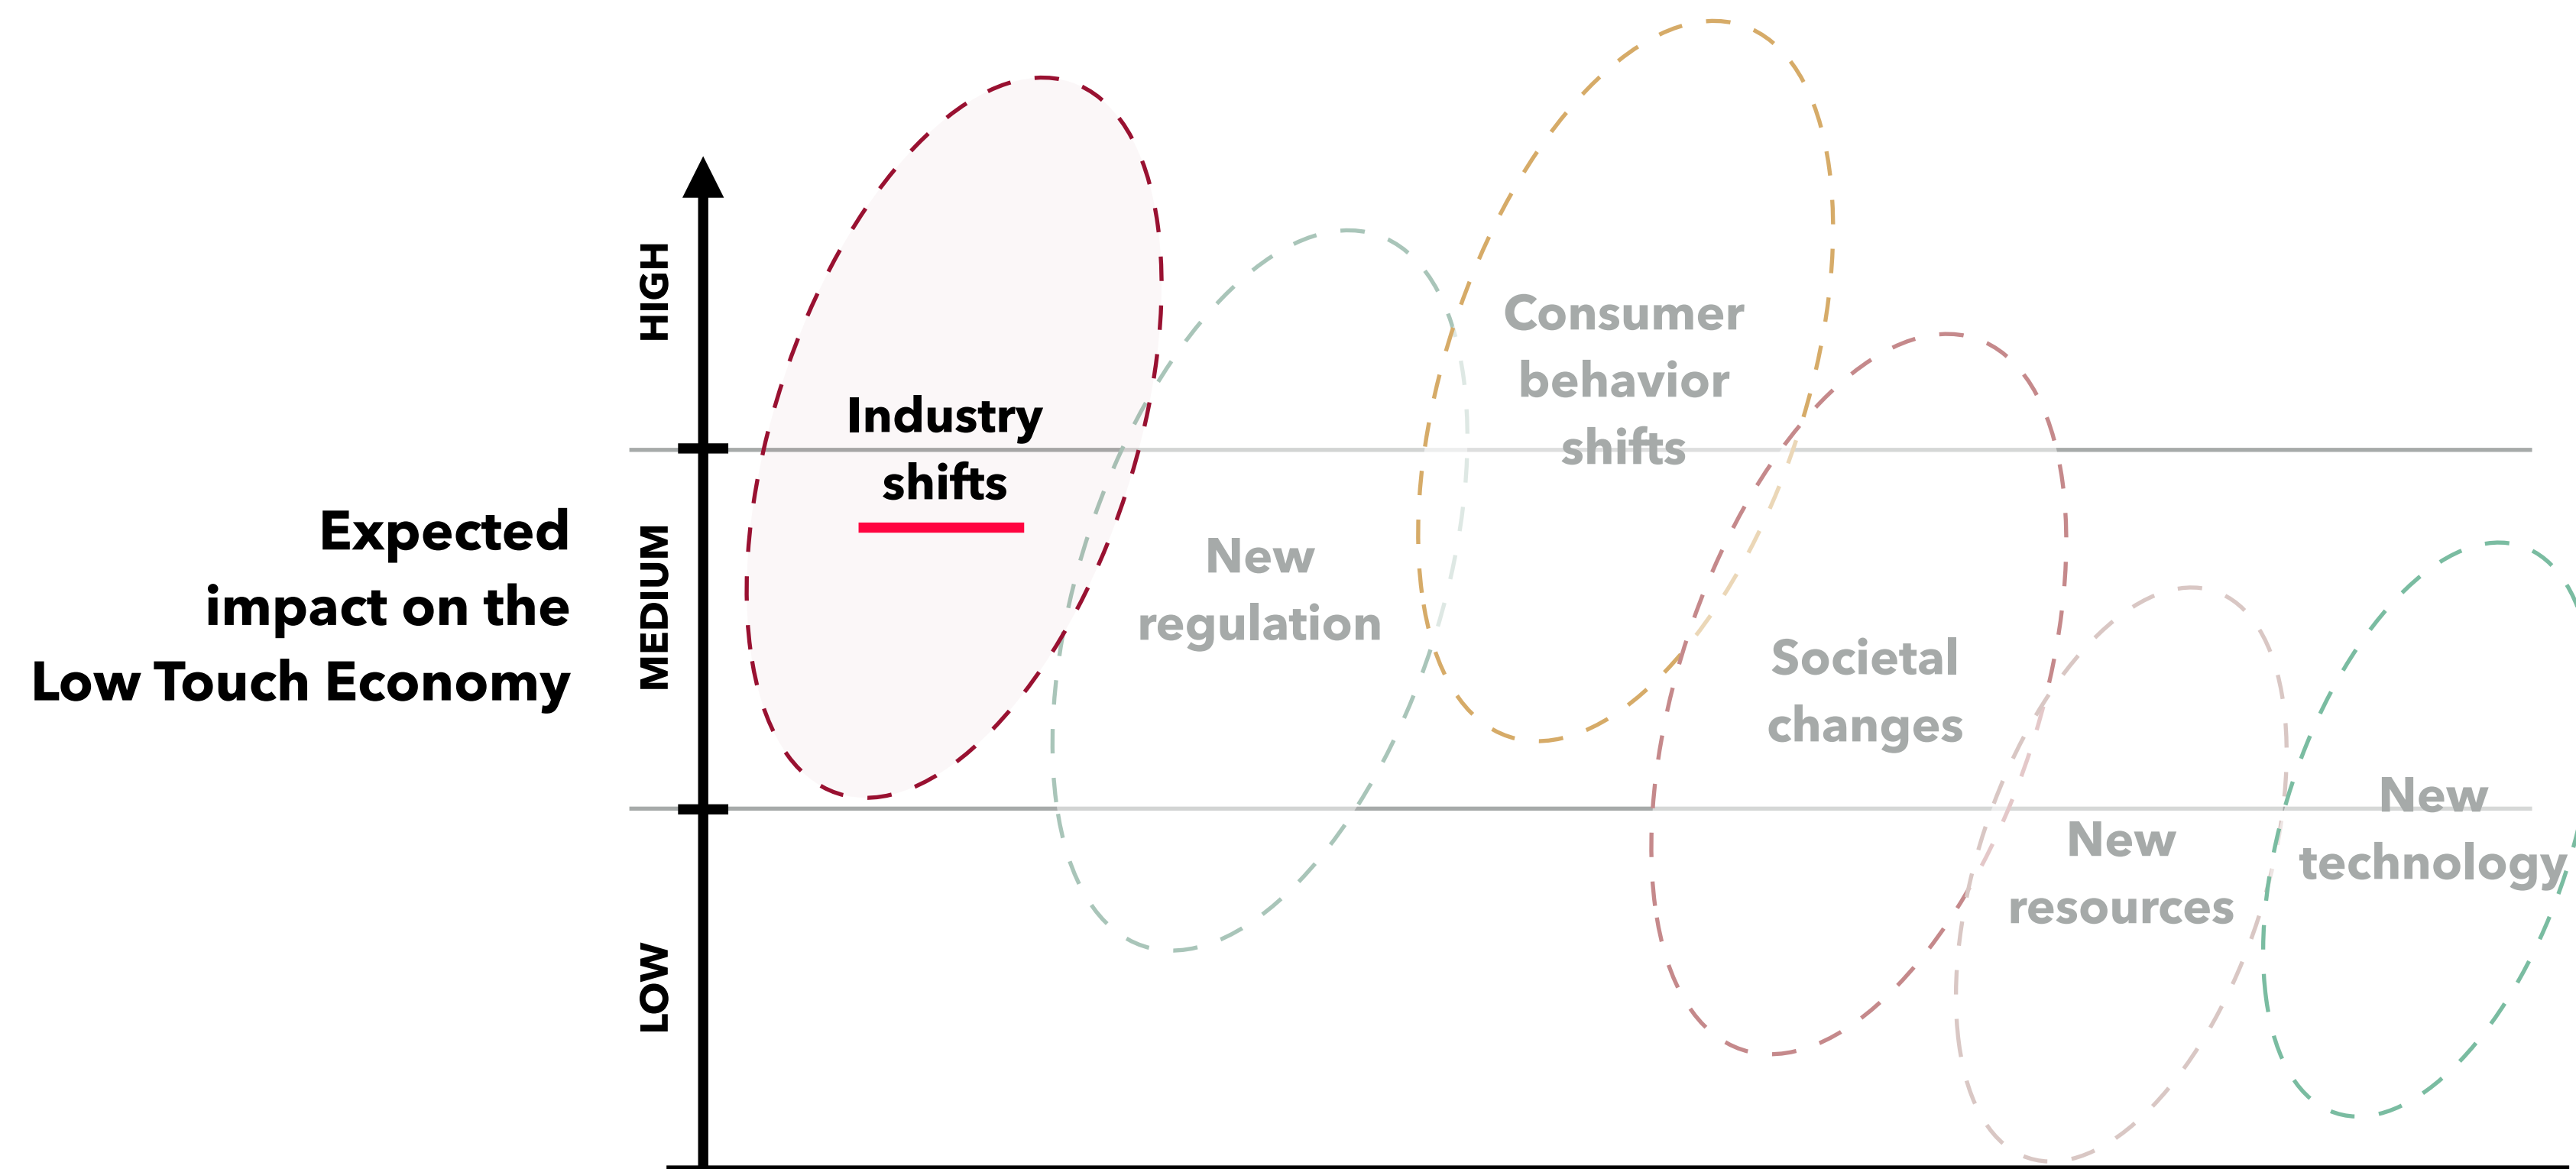 Expected
impact on the
Low Touch Economy
HIGH
MEDIUM
LOW
Industry
shifts
New
regulation
Consumer
behavior
shifts
Societal
changes
New
resources
New
technology